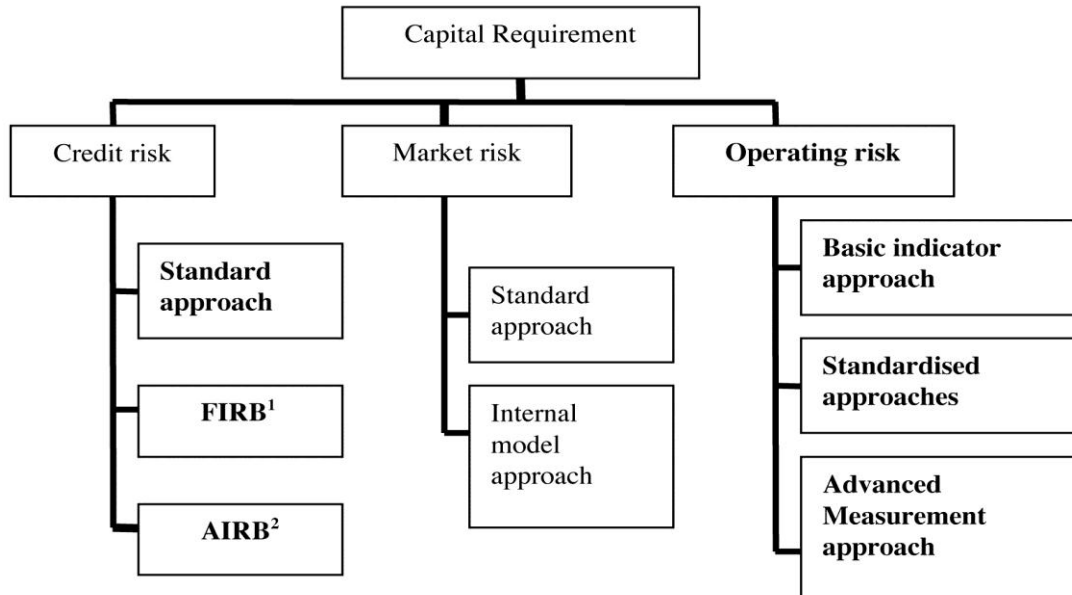 Capital Requirement
Credit risk
Market risk
Operating risk
Standard
approach
FIRB¹
AIRB²
Standard
approach
Internal
model
approach
Basic indicator
approach
Standardised
approaches
Advanced
Measurement
approach